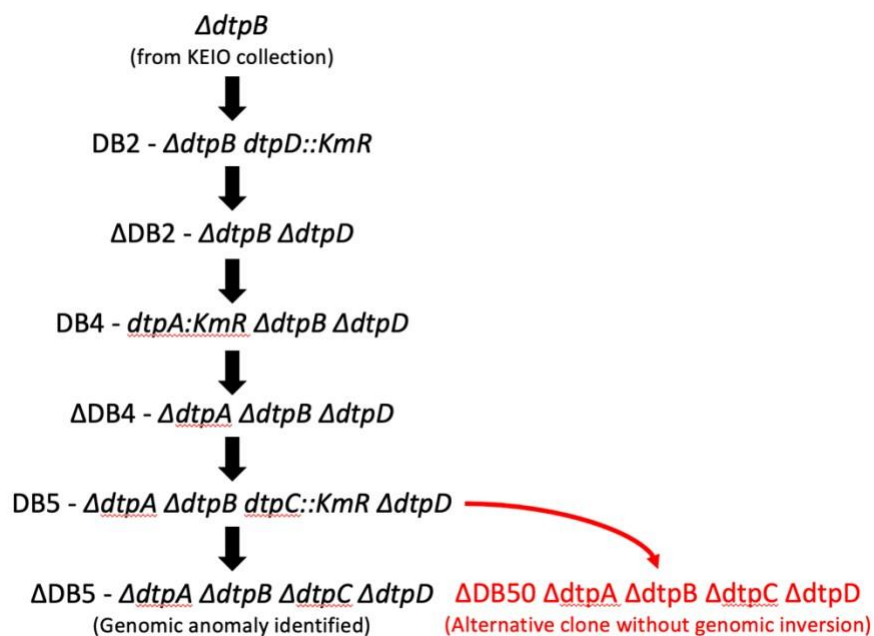 ΔdtpB
(from KEIO collection)
DB2 - ΔdtpB dtpD::KmR
ΔDB2 - ΔdtpB ΔdtpD
DB4 - dtpA:KmR ΔdtpB ΔdtpD
ΔDB4 - ΔdtpA ΔdtpB ΔdtpD
DB5 - ΔdtpA ΔdtpB dtpC::KmR ΔdtpD
ΔDB5 - ΔdtpA ΔdtpB ΔdtpC ΔdtpD
(Genomic anomaly identified)
ΔDB50 ΔdtpA ΔdtpB ΔdtpC ΔdtpD
(Alternative clone without genomic inversion)